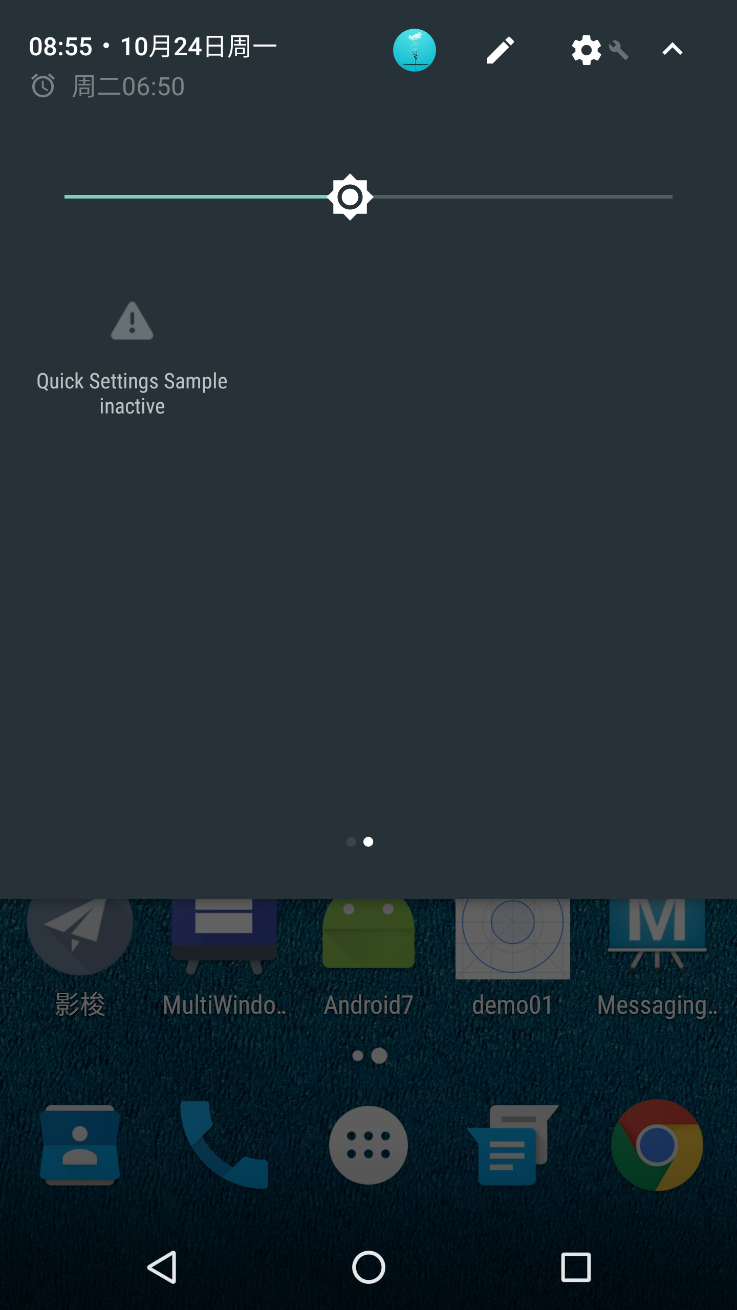 08:55 • 10月24日周一
周二06:50
Quick Settings Sample
inactive
M
影梭
MultiWindo..
Android7
demo01
Messaging..